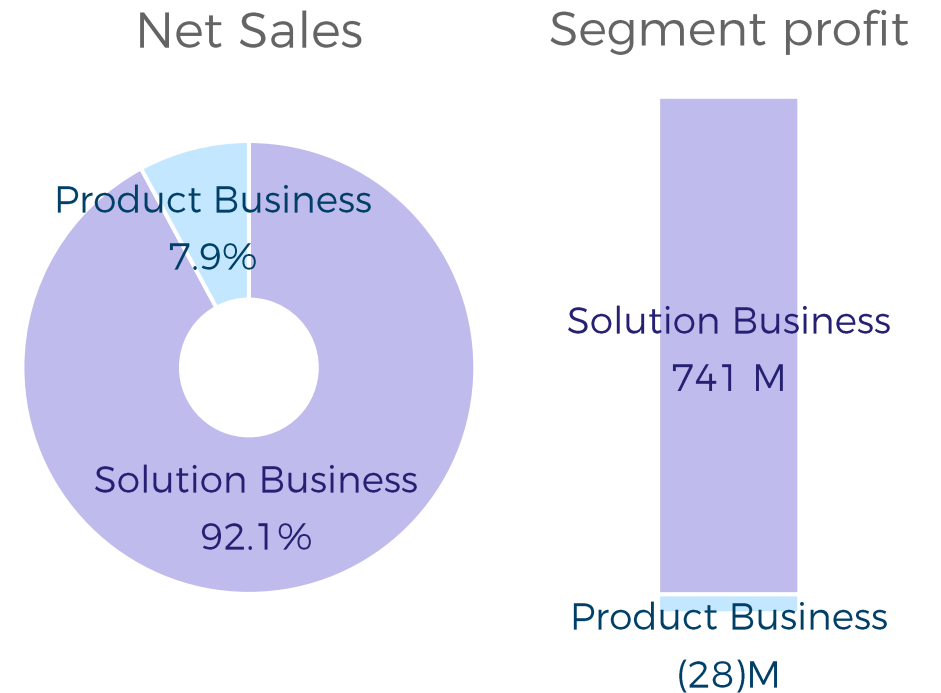 Net Sales
Product Business
7.9%
Solution Business
92.1%
Segment profit
Solution Business
741 M
Product Business
(28)M